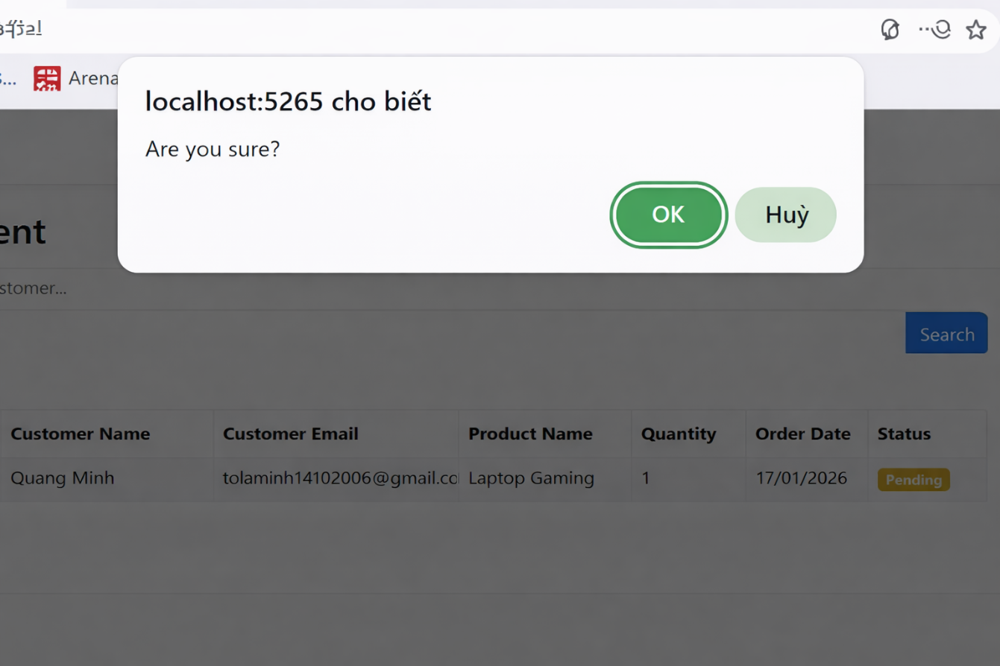 Arena
localhost:5265 cho biết
Are you sure?
OK Huỳ
ent
stomer...
Search
Customer Name Customer Email Product Name Quantity Order Date Status
Quang Minh tolaminh14102006@gmail.co Laptop Gaming 1 17/01/2026 Pending